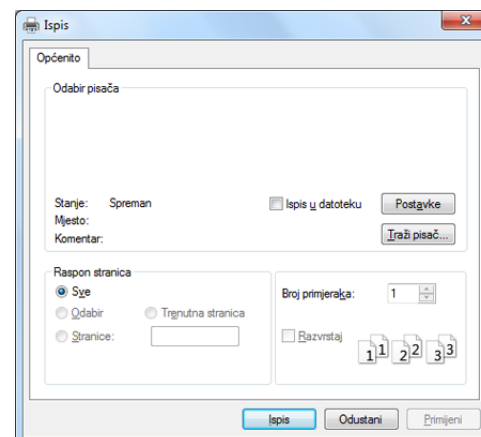 Ispis
Općenito
Odabir pisača
Stanje: Spreman
Ispis u datoteku
Postavke
Mjesto:
Komentar:
Traži pisač...
Raspon stranica
Sve
Odabir
Trenutna stranica
Stranice:
Broj primjeraka: 1
Razvrstaj
1 1 2 2 3 3
Ispis
Odustani
Primijeni